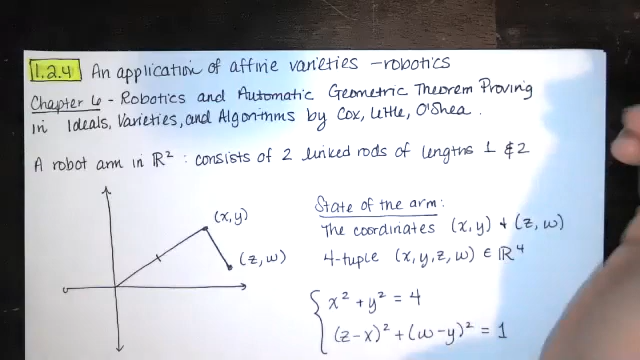 1.2.4 An application of affine varieties - robotics
Chapter 6 - Robotics and Automatic Geometric Theorem Proving
in Ideals, Varieties, and Algorithms by Cox, Little, O'Shea.
A robot arm in ℝ² : consists of 2 linked rods of lengths 1 & 2
(x,y)
(z,w)
State of the arm:
The coordinates (x,y) & (z,w)
4-tuple (x,y,z,w) ∈ ℝ⁴
x² + y² = 4
(z-x)² + (w-y)² = 1